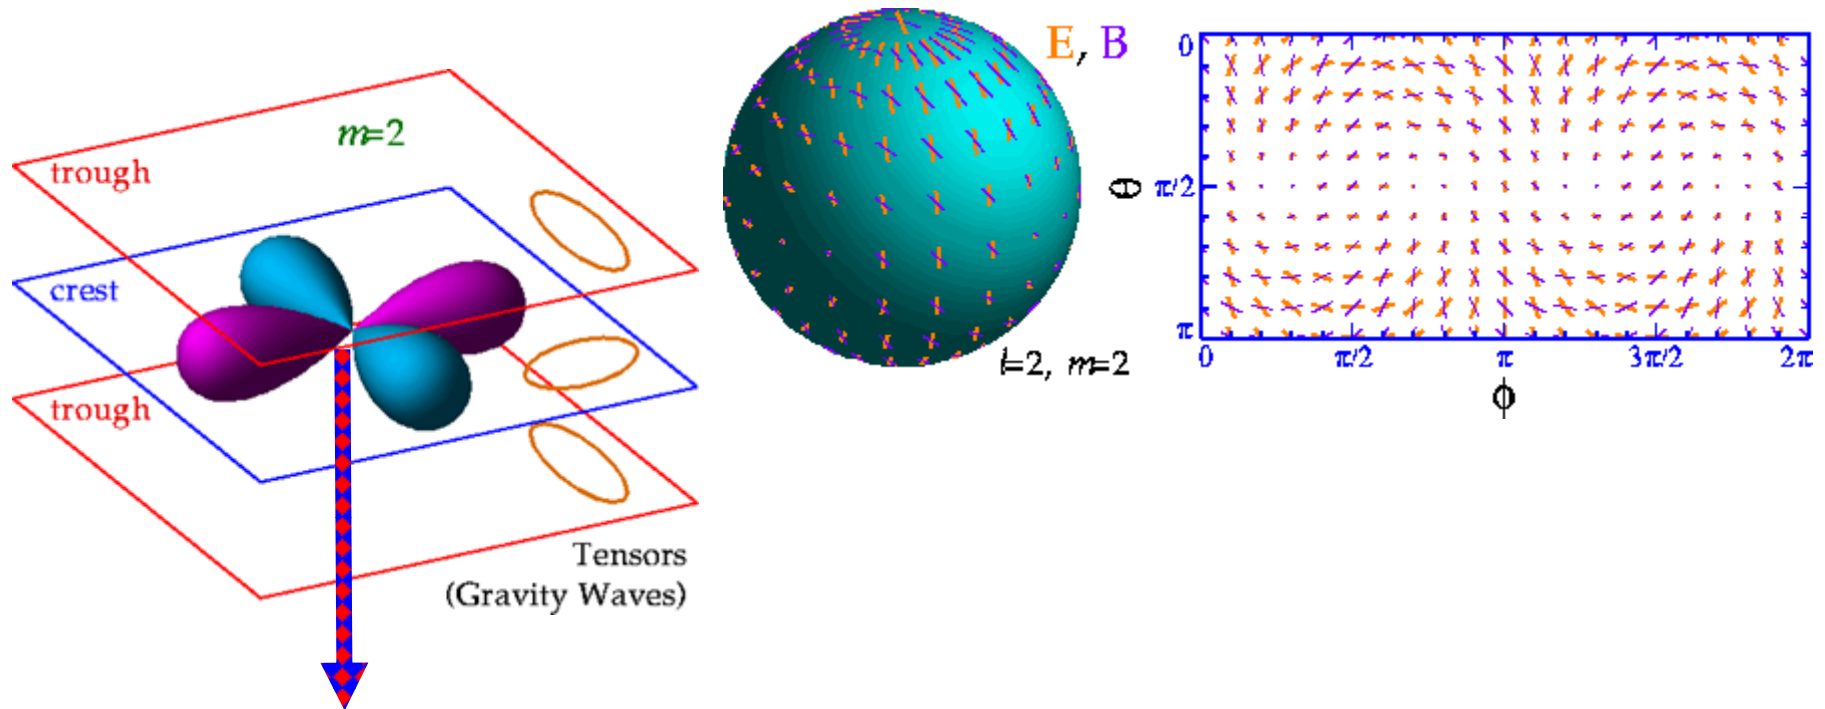 m=2
trough
crest
trough
Tensors
(Gravity Waves)
E, B
l=2, m=2
0
π/2
π
Θ
0
π/2
π
3π/2
2π
ϕ